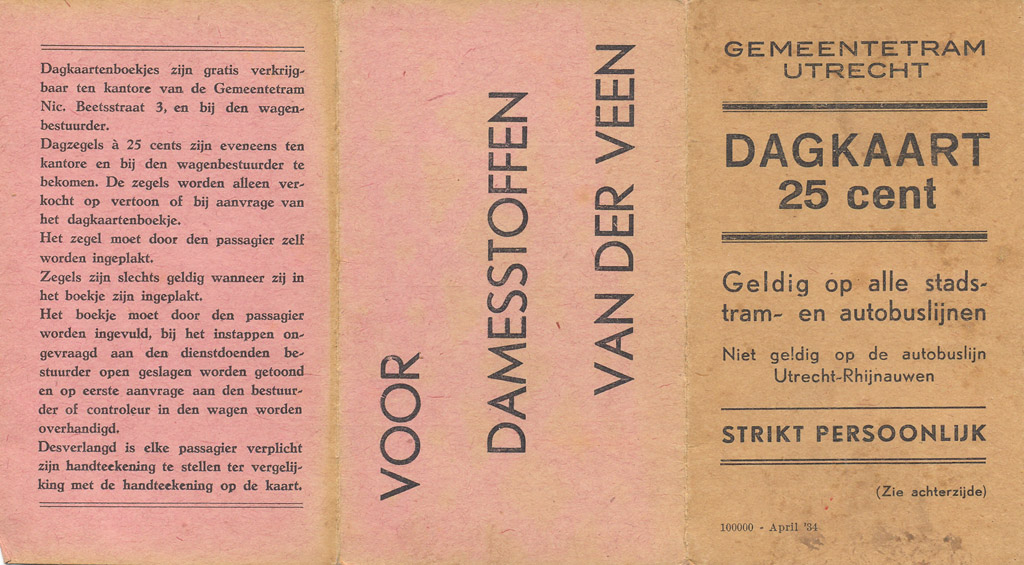 Dagkaartenboekjes zijn gratis verkrijg-
baar ten kantore van de Gemeentetram
Nic. Beetsstraat 3, en bij den wagen-
bestuurder.
Dagzegels à 25 cents zijn eveneens ten
kantore en bij den wagenbestuurder te
bekomen. De zegels worden alleen ver-
kocht op vertoon of bij aanvrage van
het dagkaartenboekje.
Het zegel moet door den passagier zelf
worden ingeplakt.
Zegels zijn slechts geldig wanneer zij in
het boekje zijn ingeplakt.
Het boekje moet door den passagier
worden ingevuld, bij het instappen on-
gevraagd aan den dienstdoenden be-
stuurder open geslagen worden getoond
en op eerste aanvrage aan den bestuur-
der of controleur in den wagen worden
overhandigd.
Desverlangd is elke passagier verplicht
zijn handteekening te stellen ter vergelij-
king met de handteekening op de kaart.
VOOR
DAMESSTOFFEN
VAN DER VEEN
GEMEENTETRAM
UTRECHT
DAGKAART
25 cent
Geldig op alle stads-
tram- en autobuslijnen
Niet geldig op de autobuslijn
Utrecht-Rhijnauwen
STRIKT PERSOONLIJK
(Zie achterzijde)
100000 - April '34